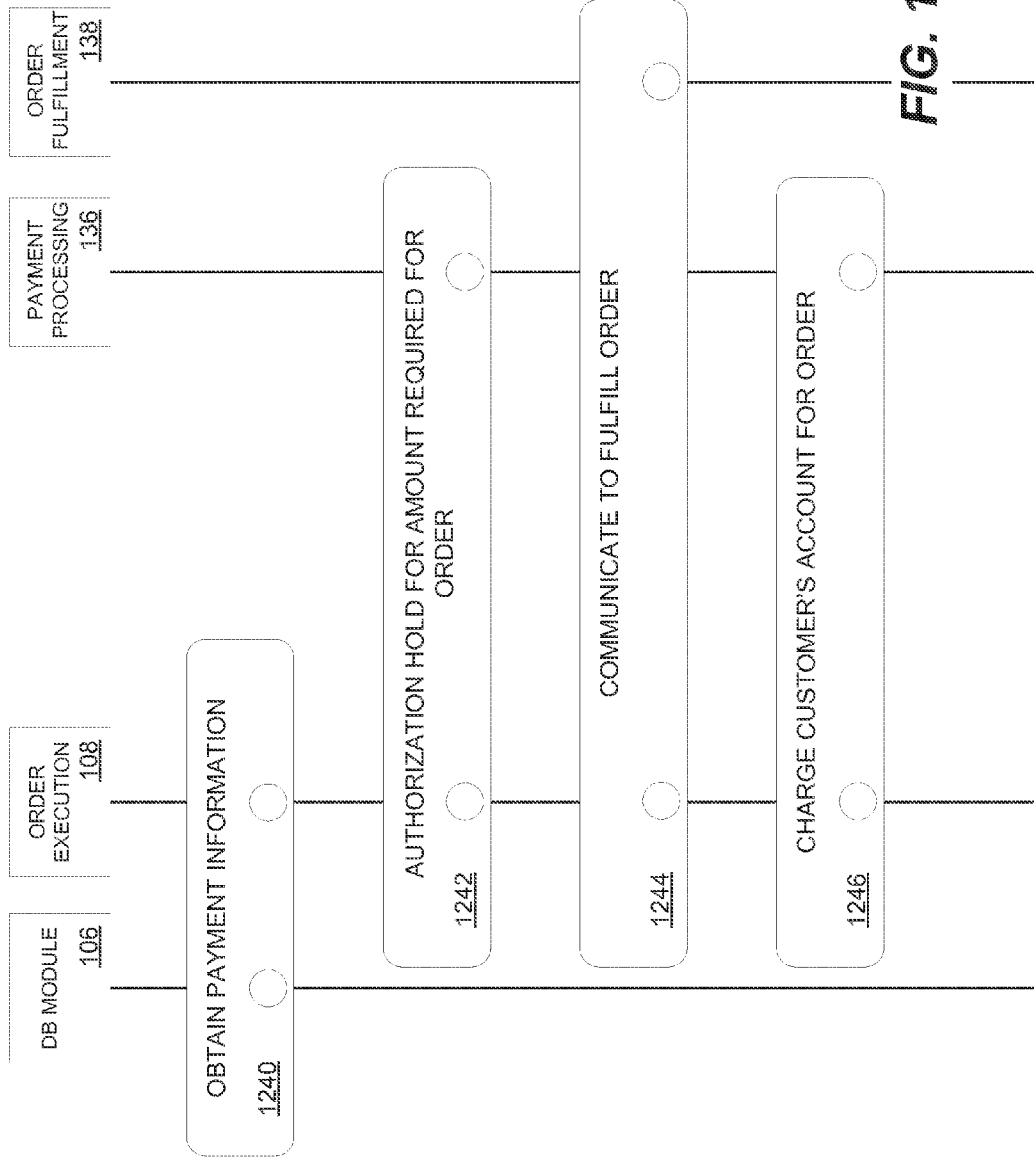 DB MODULE
106
ORDER
EXECUTION
108
PAYMENT
PROCESSING
136
ORDER
FULFILLMENT
138
OBTAIN PAYMENT INFORMATION
1240
AUTHORIZATION HOLD FOR AMOUNT REQUIRED FOR
ORDER
1242
COMMUNICATE TO FULFILL ORDER
1244
CHARGE CUSTOMER'S ACCOUNT FOR ORDER
1246
FIG.